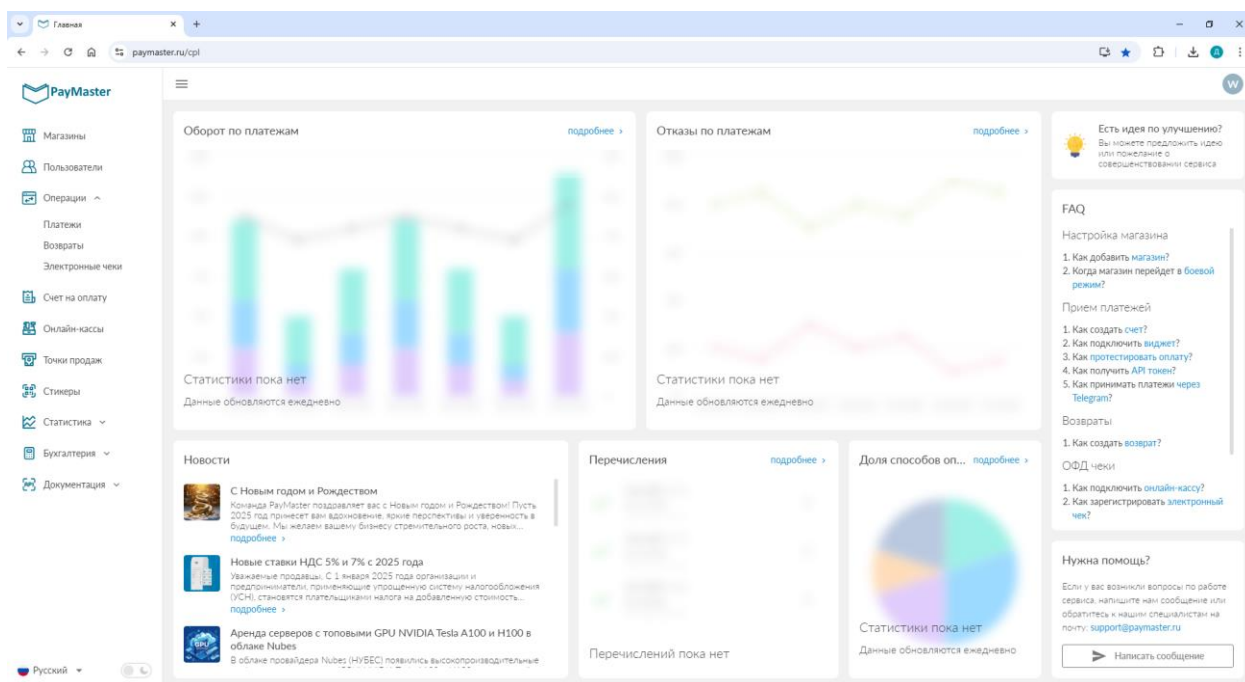 Главная
paymaster.ru/cpl
Д
PayMaster
W
Магазины
Пользователи
Операции
Платежи
Возвраты
Электронные чеки
Счет на оплату
Онлайн-кассы
Точки продаж
Стикеры
Статистика
Бухгалтерия
Документация
Русский
Оборот по платежам
подробнее ›
Статистики пока нет
Данные обновляются ежедневно
Отказы по платежам
подробнее ›
Статистики пока нет
Данные обновляются ежедневно
Новости
С Новым годом и Рождеством
Команда PayMaster поздравляет вас с Новым годом и Рождеством! Пусть
2025 год принесет вам вдохновение, яркие перспективы и уверенность в
будущем. Мы желаем вашему бизнесу стремительного роста, новых...
подробнее ›
Новые ставки НДС 5% и 7% с 2025 года
Уважаемые продавцы, С 1 января 2025 года организации и
предприниматели, применяющие упрощенную систему налогообложения
(УСН), становятся плательщиками налога на добавленную стоимость...
подробнее ›
GPU
Аренда серверов с топовыми GPU NVIDIA Tesla A100 и H100 в
облаке Nubes
В облаке провайдера Nubes (НУБЕС) появились высокопроизводительные
Перечисления
подробнее ›
Перечислений пока нет
Доля способов оп...
подробнее ›
Статистики пока нет
Данные обновляются ежедневно
Есть идея по улучшению?
Вы можете предложить идею
или пожелание о
совершенствовании сервиса
FAQ
Настройка магазина
1. Как добавить магазин?
2. Когда магазин перейдет в боевой
режим?
Прием платежей
1. Как создать счет?
2. Как подключить виджет?
3. Как протестировать оплату?
4. Как получить API токен?
5. Как принимать платежи через
Telegram?
Возвраты
1. Как создать возврат?
ОФД чеки
1. Как подключить онлайн-кассу?
2. Как зарегистрировать электронный
чек?
Нужна помощь?
Если у вас возникли вопросы по работе
сервиса, напишите нам сообщение или
обратитесь к нашим специалистам на
почту: support@paymaster.ru
Написать сообщение